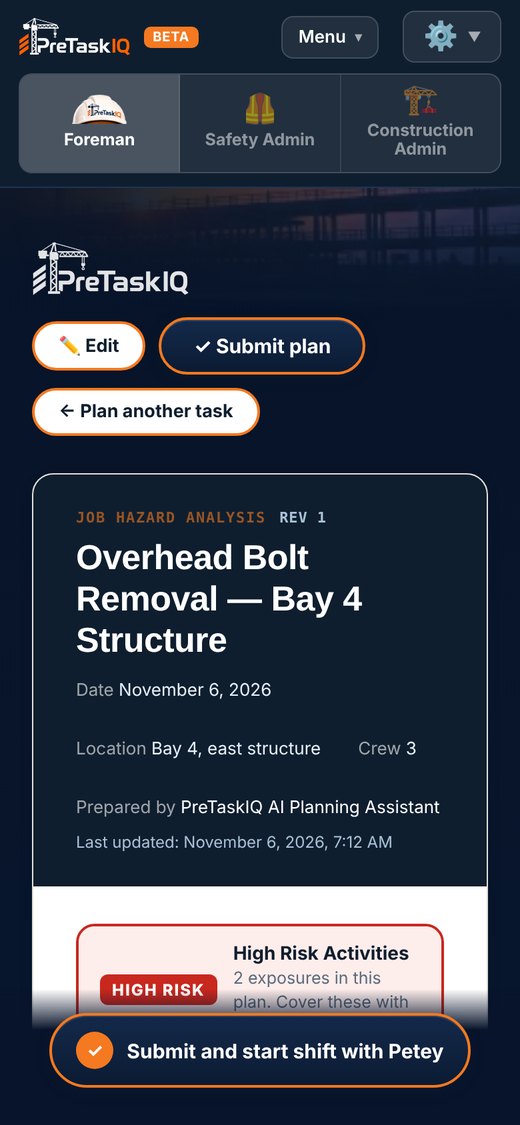 PreTaskIQ
BETA
Menu ▾
▼
PreTaskIQ
Foreman
Safety Admin
Construction
Admin
PreTaskIQ
✏️ Edit
✓ Submit plan
← Plan another task
JOB HAZARD ANALYSIS REV 1
Overhead Bolt
Removal — Bay 4
Structure
Date November 6, 2026
Location Bay 4, east structure Crew 3
Prepared by PreTaskIQ AI Planning Assistant
Last updated: November 6, 2026, 7:12 AM
High Risk Activities
HIGH RISK
2 exposures in this
plan. Cover these with
✓ Submit and start shift with Petey